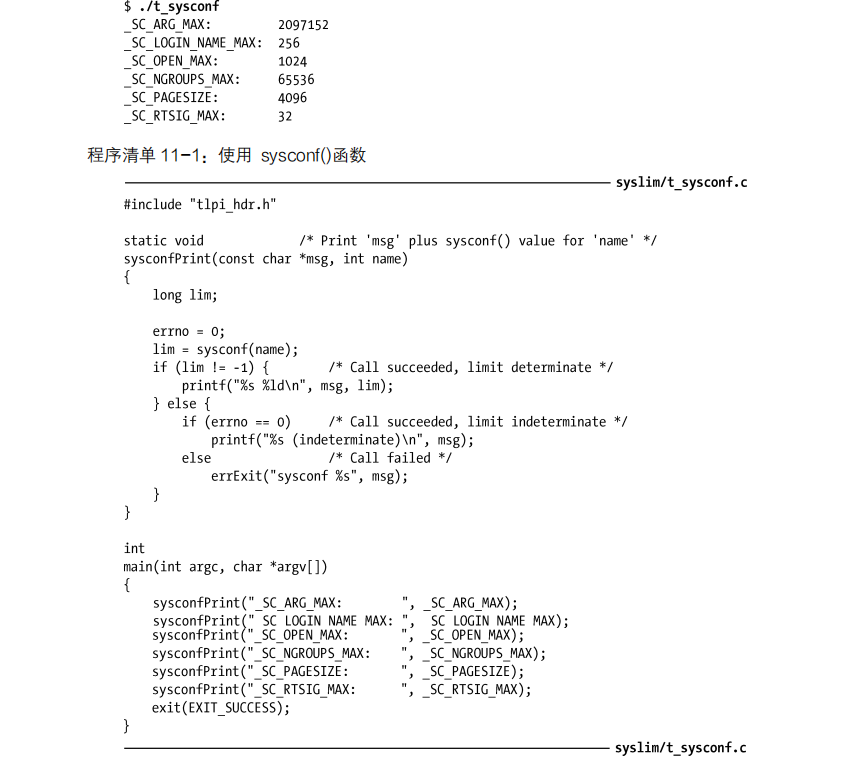 $ ./t_sysconf
_SC_ARG_MAX:         2097152
_SC_LOGIN_NAME_MAX:  256
_SC_OPEN_MAX:        1024
_SC_NGROUPS_MAX:     65536
_SC_PAGESIZE:        4096
_SC_RTSIG_MAX:       32
程序清单 11-1：使用 sysconf()函数
syslim/t_sysconf.c
#include "tlpi_hdr.h"
static void             /* Print 'msg' plus sysconf() value for 'name' */
sysconfPrint(const char *msg, int name)
{
    long lim;
    errno = 0;
    lim = sysconf(name);
    if (lim != -1) {        /* Call succeeded, limit determinate */
        printf("%s %ld\n", msg, lim);
    } else {
        if (errno == 0)     /* Call succeeded, limit indeterminate */
            printf("%s (indeterminate)\n", msg);
        else                /* Call failed */
            errExit("sysconf %s", msg);
    }
}
int
main(int argc, char *argv[])
{
    sysconfPrint("_SC_ARG_MAX:        ", _SC_ARG_MAX);
    sysconfPrint("_SC_LOGIN_NAME_MAX: ", _SC_LOGIN_NAME_MAX);
    sysconfPrint("_SC_OPEN_MAX:       ", _SC_OPEN_MAX);
    sysconfPrint("_SC_NGROUPS_MAX:    ", _SC_NGROUPS_MAX);
    sysconfPrint("_SC_PAGESIZE:       ", _SC_PAGESIZE);
    sysconfPrint("_SC_RTSIG_MAX:      ", _SC_RTSIG_MAX);
    exit(EXIT_SUCCESS);
}
syslim/t_sysconf.c